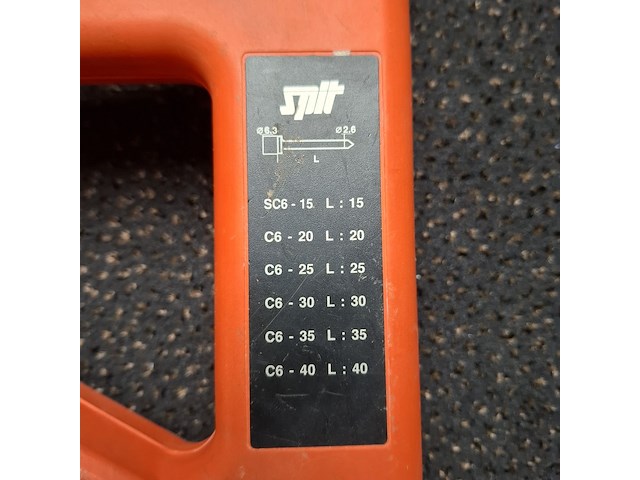 spit
ø6.3 ø2.6
L
SC6 - 15 L : 15
C6 - 20 L : 20
C6 - 25 L : 25
C6 - 30 L : 30
C6 - 35 L : 35
C6 - 40 L : 40